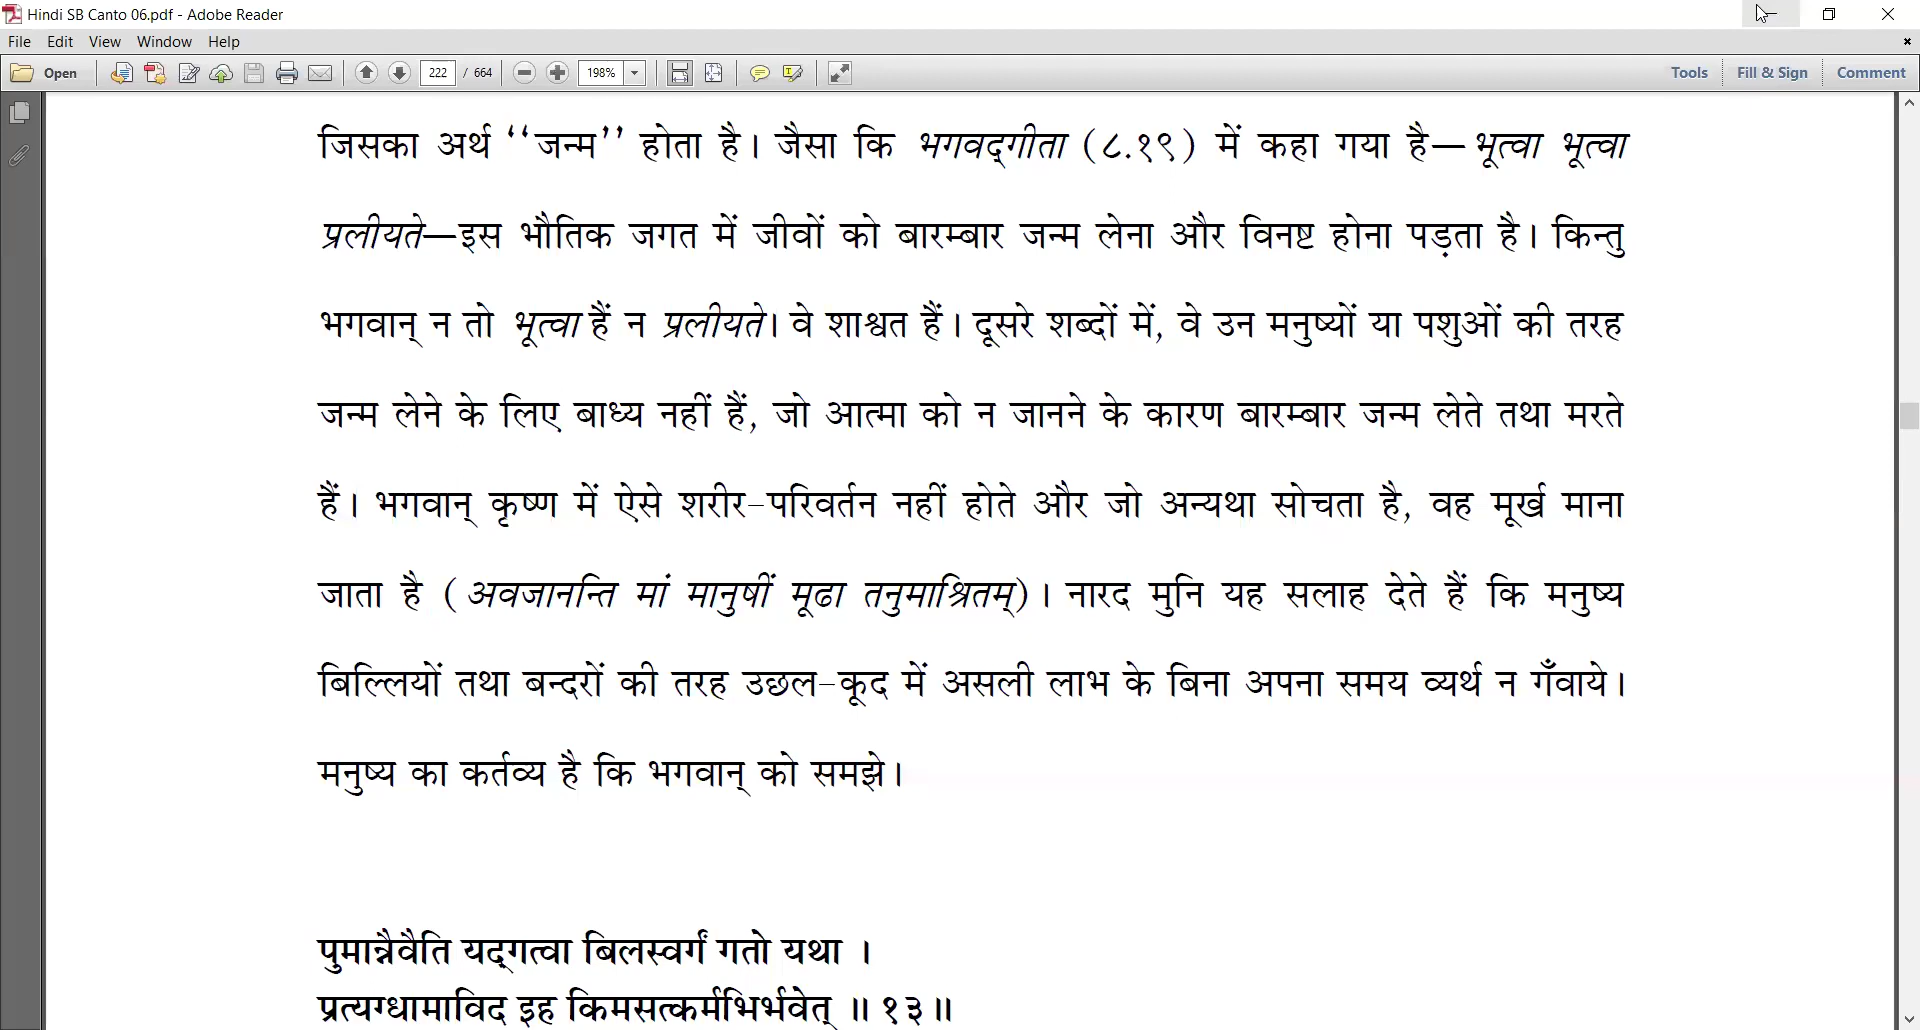 Hindi SB Canto 06.pdf - Adobe Reader
File Edit View Window Help
Open 222 / 664 198% Tools Fill & Sign Comment
जिसका अर्थ ‘‘जन्म’’ होता है। जैसा कि भगवद्‌गीता (८.१९) में कहा गया है—भूत्वा भूत्वा
प्रलीयते—इस भौतिक जगत में जीवों को बारम्बार जन्म लेना और विनष्ट होना पड़ता है। किन्तु
भगवान् न तो भूत्वा हैं न प्रलीयते। वे शाश्वत हैं। दूसरे शब्दों में, वे उन मनुष्यों या पशुओं की तरह
जन्म लेने के लिए बाध्य नहीं हैं, जो आत्मा को न जानने के कारण बारम्बार जन्म लेते तथा मरते
हैं। भगवान् कृष्ण में ऐसे शरीर-परिवर्तन नहीं होते और जो अन्यथा सोचता है, वह मूर्ख माना
जाता है (अवजानन्ति मां मानुषीं मूढा तनुमाश्रितम्)। नारद मुनि यह सलाह देते हैं कि मनुष्य
बिल्लियों तथा बन्दरों की तरह उछल-कूद में असली लाभ के बिना अपना समय व्यर्थ न गँवाये।
मनुष्य का कर्तव्य है कि भगवान् को समझे।
पुमान्नैवैति यद्‌गत्वा बिलस्वर्गं गतो यथा ।
प्रत्यग्धामाविद इह किमसत्कर्मभिर्भवेत् ॥ १३॥